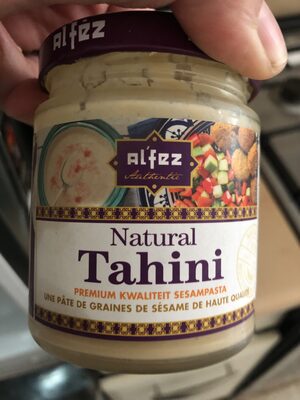 al'fez
al'fez
Authentic
Natural
Tahini
PREMIUM KWALITEIT SESAMPASTA
UNE PÂTE DE GRAINES DE SÉSAME DE HAUTE QUALITÉ